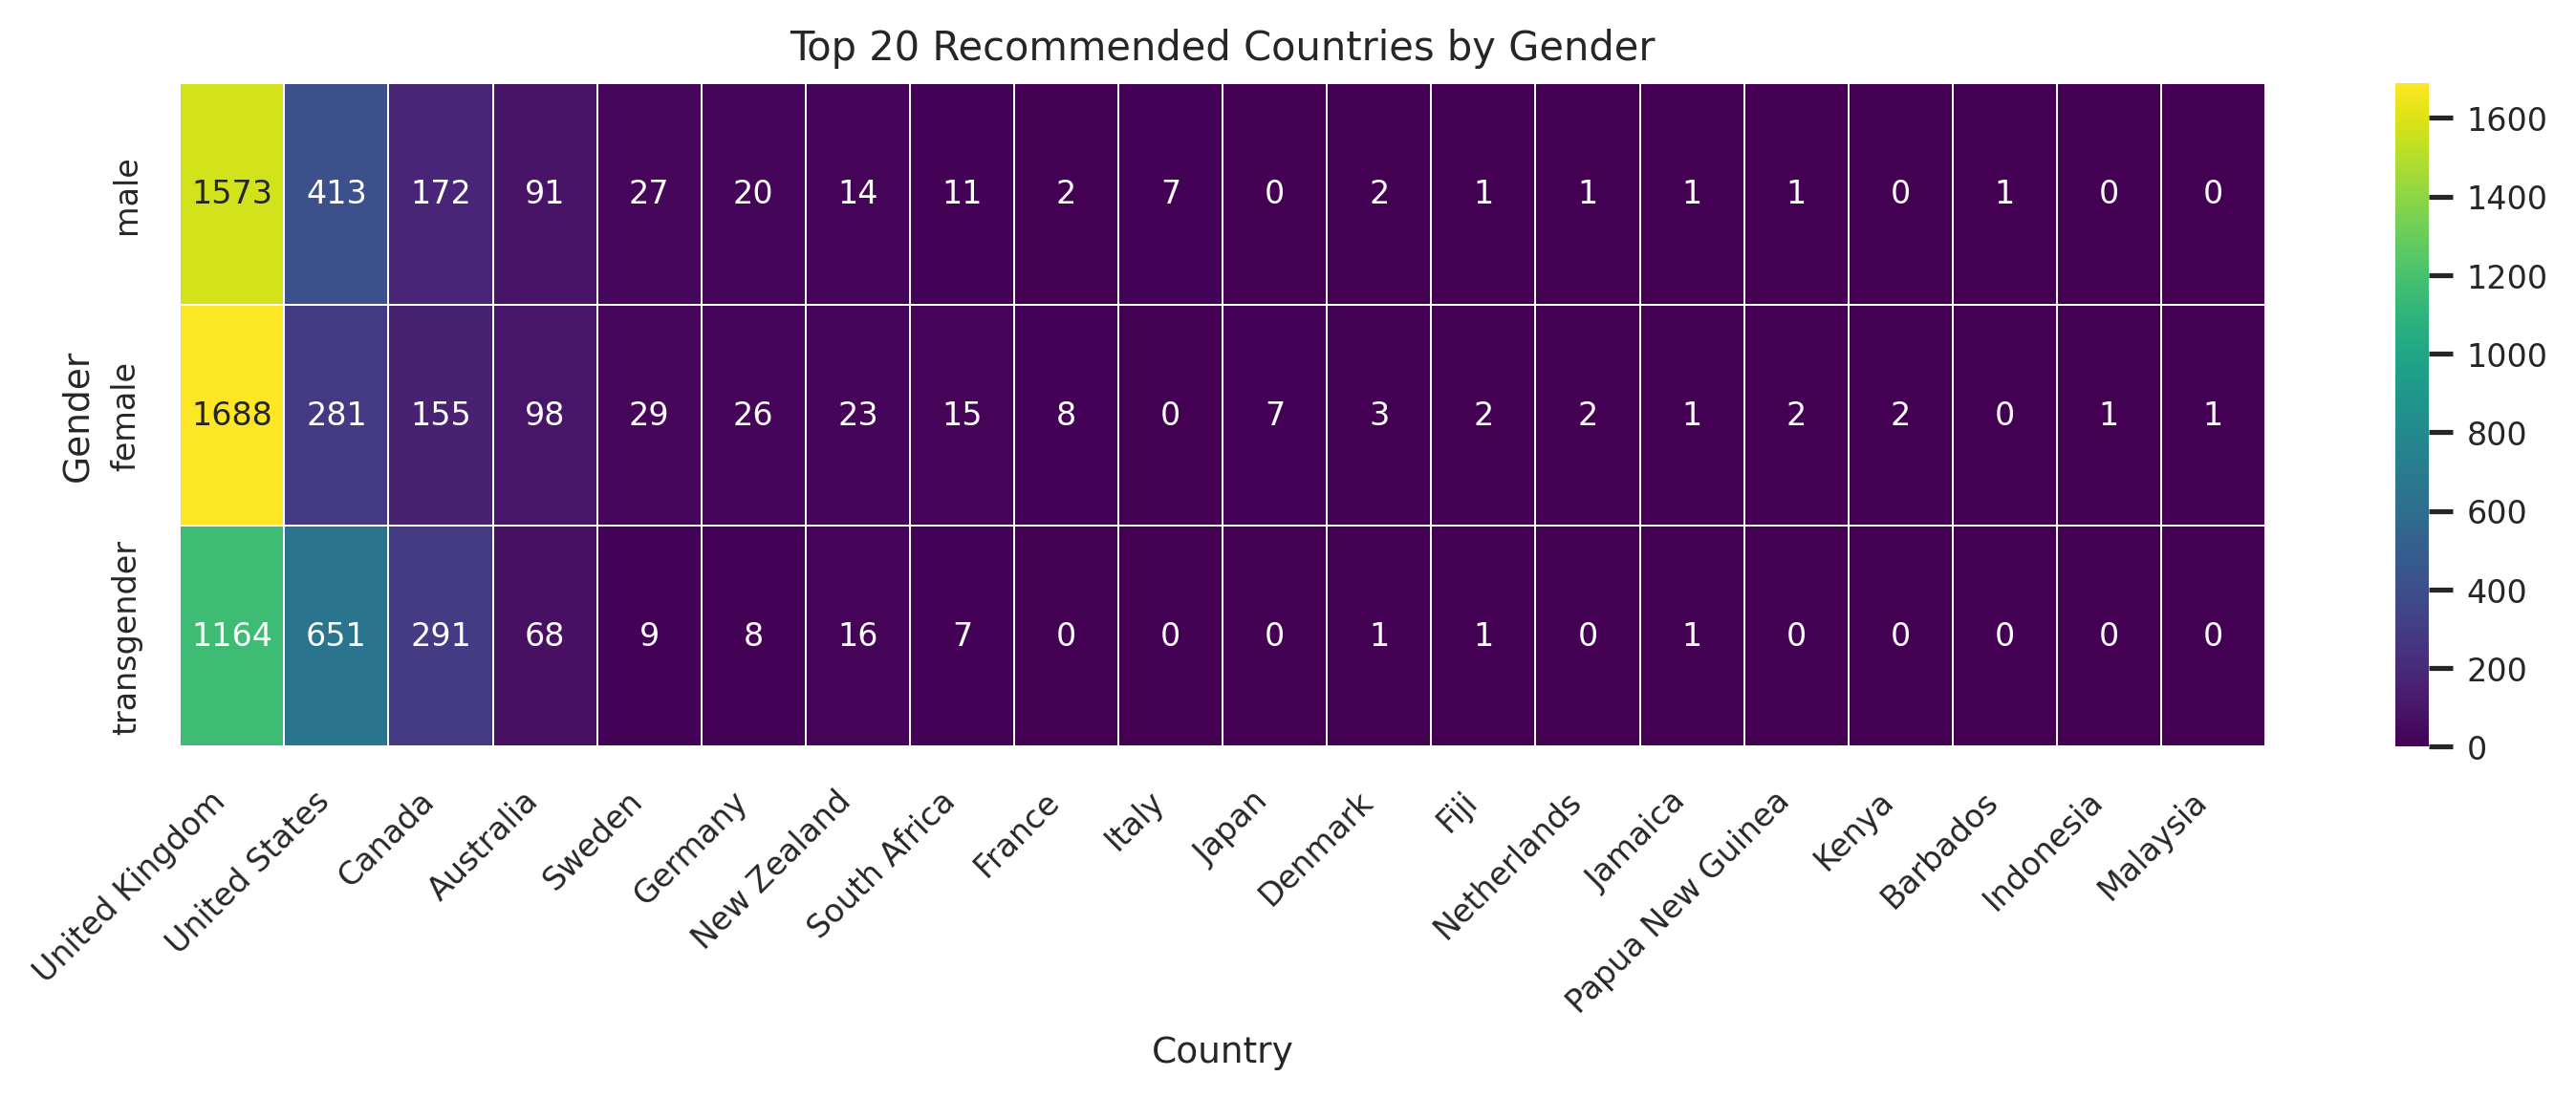 Top 20 Recommended Countries by Gender
Gender
male
1573 413 172 91 27 20 14 11 2 7 0 2 1 1 1 1 0 1 0 0
female
1688 281 155 98 29 26 23 15 8 0 7 3 2 2 1 2 2 0 1 1
transgender
1164 651 291 68 9 8 16 7 0 0 0 1 1 0 1 0 0 0 0 0
United Kingdom
United States
Canada
Australia
Sweden
Germany
New Zealand
South Africa
France
Italy
Japan
Denmark
Fiji
Netherlands
Jamaica
Papua New Guinea
Kenya
Barbados
Indonesia
Malaysia
Country
1600
1400
1200
1000
800
600
400
200
0